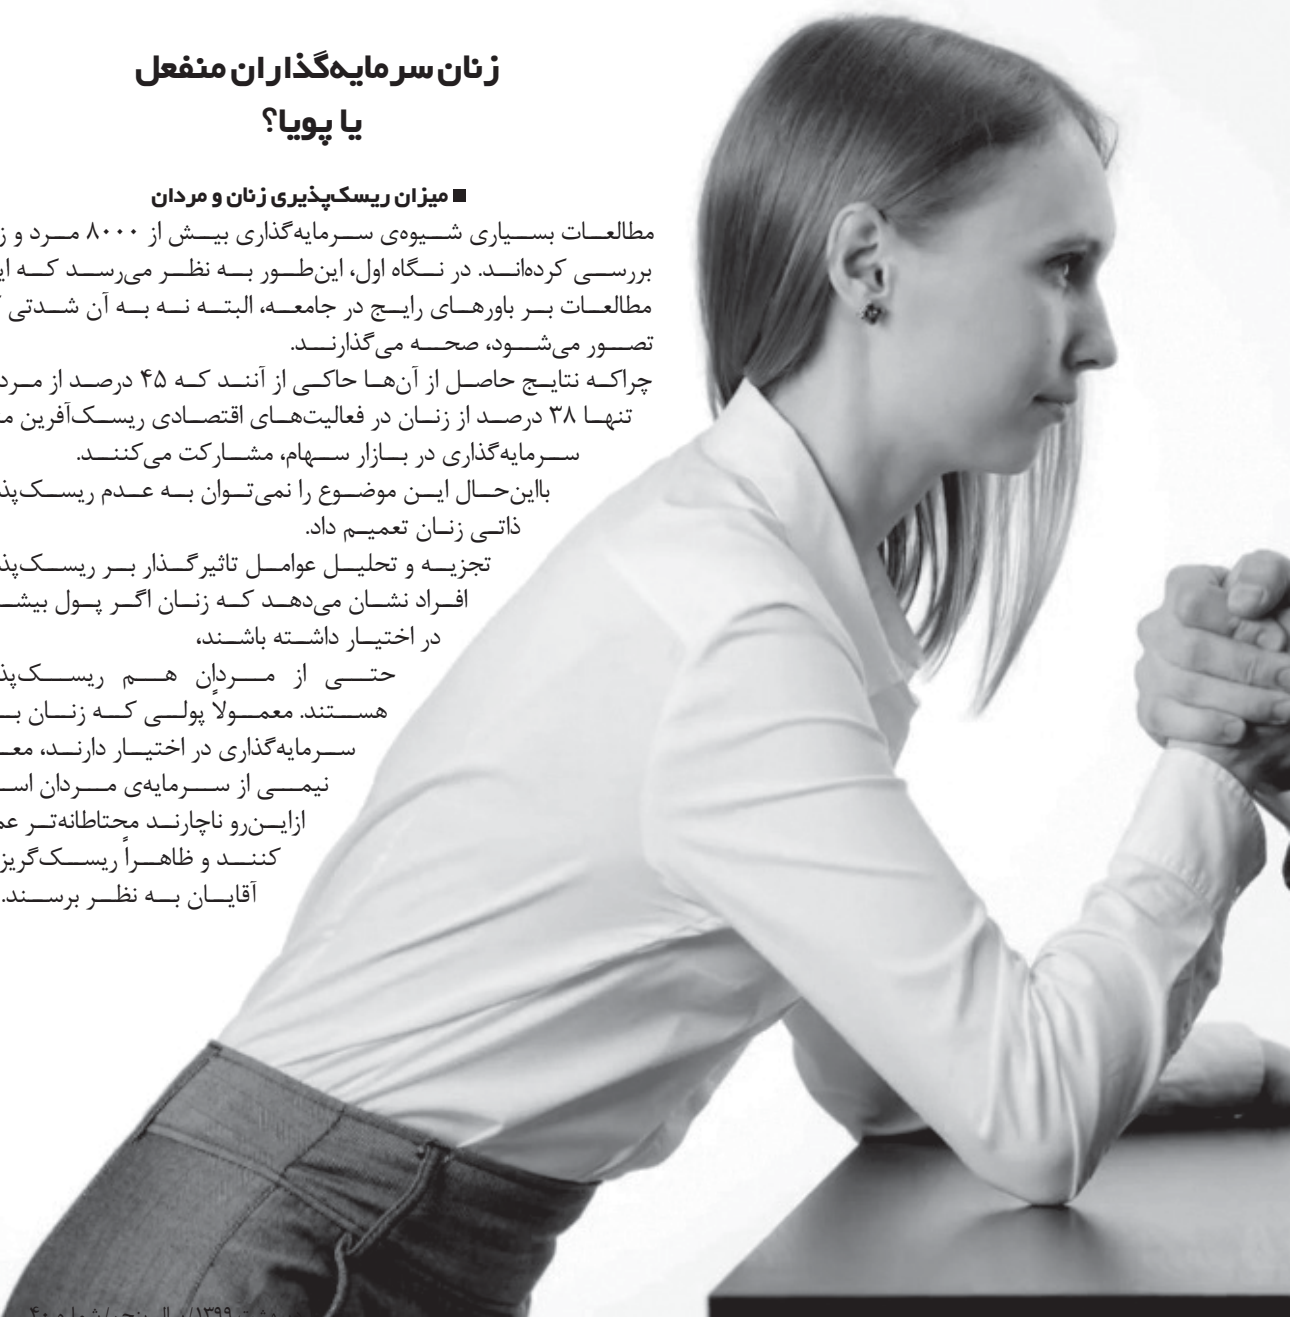 زنان سرمایه‌گذاران منفعل
یا پویا؟
■ میزان ریسک‌پذیری زنان و مردان
مطالعات بسیاری شیوه‌ی سرمایه‌گذاری بیش از ۸۰۰۰ مرد و
بررسی کرده‌اند. در نگاه اول، این‌طور به نظر می‌رسد که
مطالعات بر باورهای رایج در جامعه، البته نه به آن شدتی
تصور می‌شود، صحه می‌گذارند.
چراکه نتایج حاصل از آن‌ها حاکی از آنند که ۴۵ درصد از
تنها ۳۸ درصد از زنان در فعالیت‌های اقتصادی ریسک‌آفرین
سرمایه‌گذاری در بازار سهام، مشارکت می‌کنند.
بااین‌حال این موضوع را نمی‌توان به عدم
ذاتی زنان تعمیم داد.
تجزیه و تحلیل عوامل تاثیرگذار بر
افراد نشان می‌دهد که زنان اگر پول
در اختیار داشته باشند،
حتی از مردان هم
هستند. معمولاً پولی که زنان
سرمایه‌گذاری در اختیار دارند،
نیمی از سرمایه‌ی مردان
ازاین‌رو ناچارند محتاطانه‌تر
کنند و ظاهراً ریسک‌گریز
آقایان به نظر برسند.